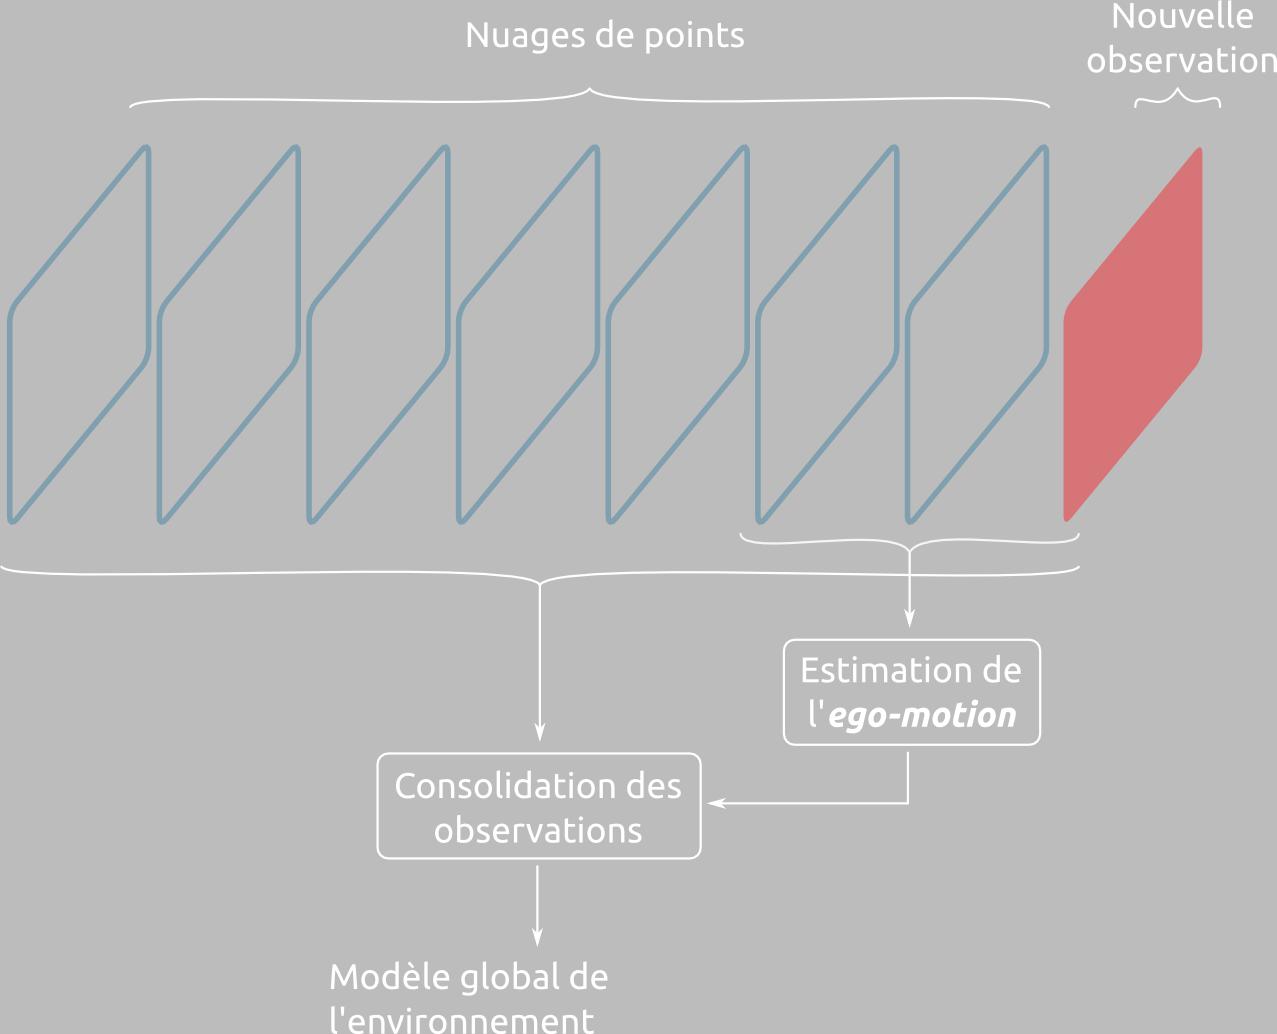 Nuages de points
Nouvelle
observation
Estimation de
l'ego-motion
Consolidation des
observations
Modèle global de
l'environnement